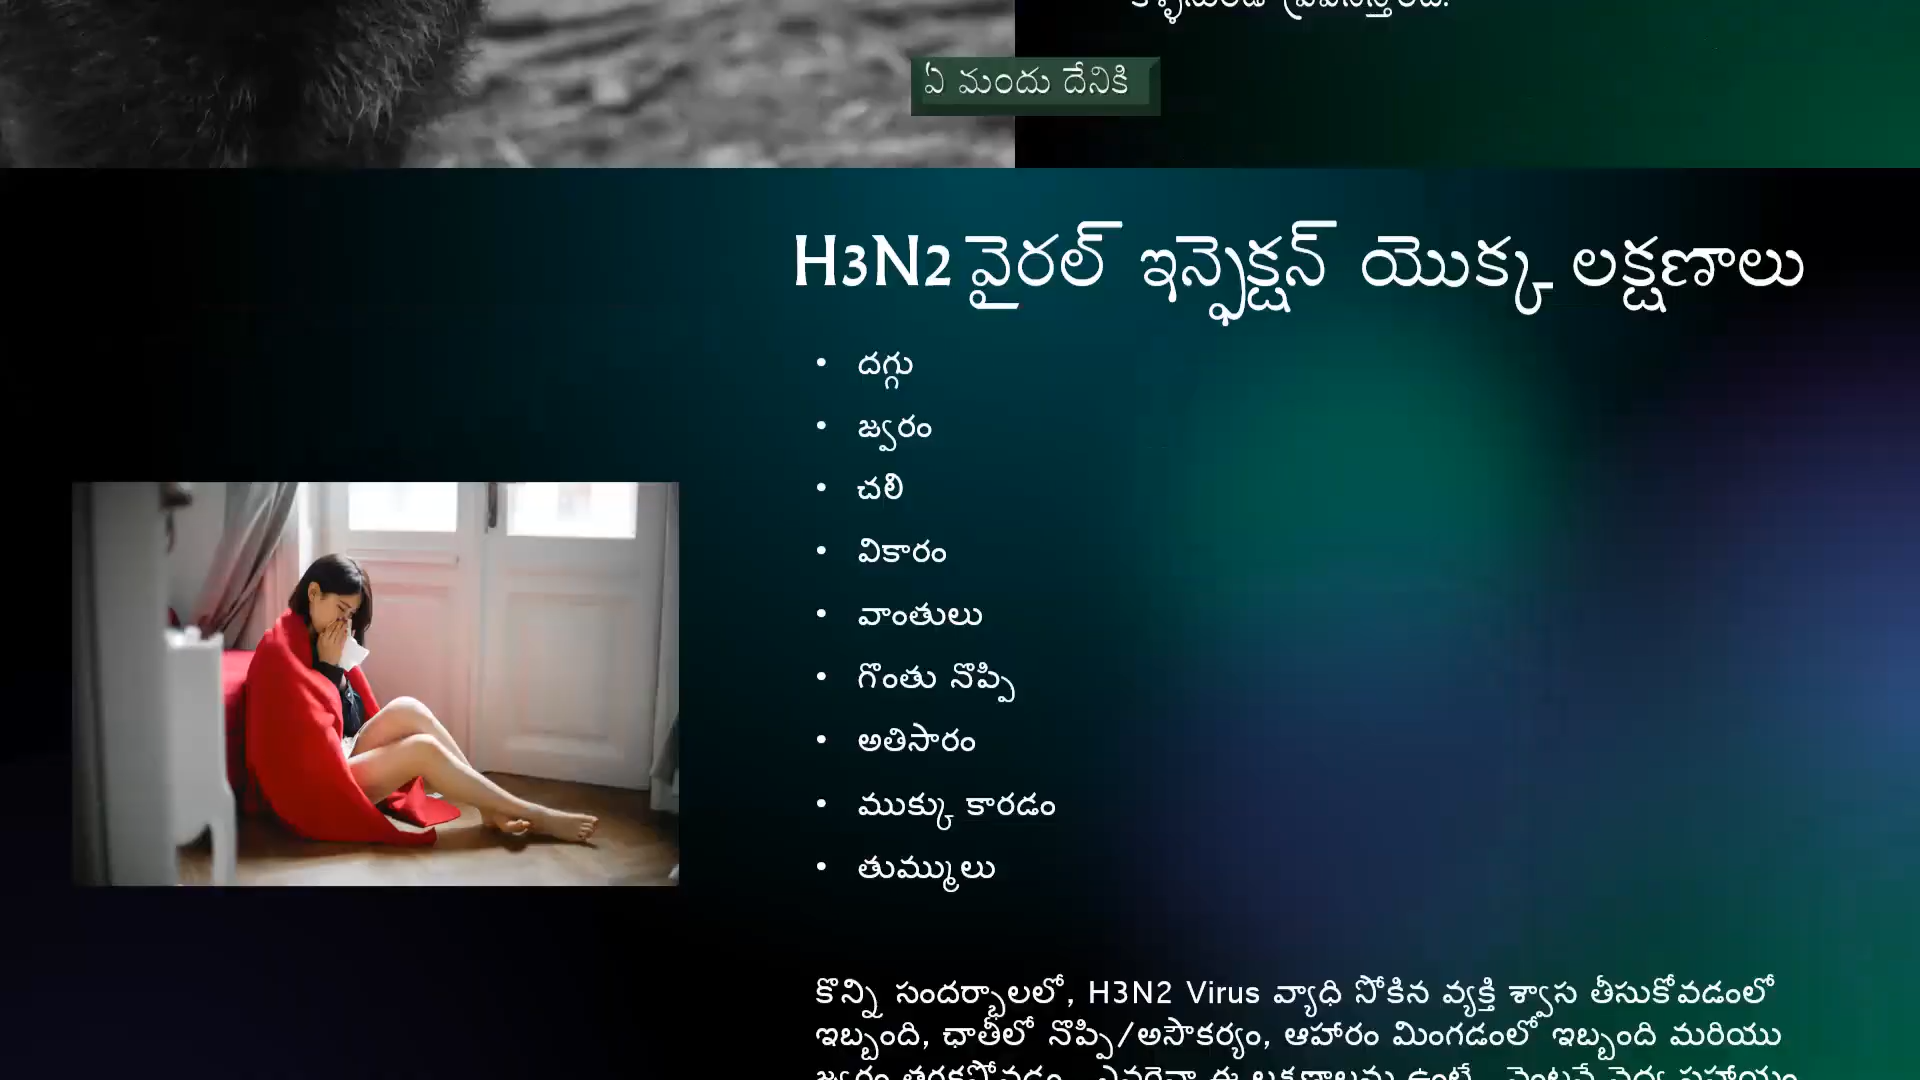 ఏ మందు దేనికి
H3N2 వైరల్ ఇన్ఫెక్షన్ యొక్క లక్షణాలు
• దగ్గు
• జ్వరం
• చలి
• వికారం
• వాంతులు
• గొంతు నొప్పి
• అతిసారం
• ముక్కు కారడం
• తుమ్ములు
కొన్ని సందర్భాలలో, H3N2 Virus వ్యాధి సోకిన వ్యక్తి శ్వాస తీసుకోవడంలో
ఇబ్బంది, ఛాతీలో నొప్పి/అసౌకర్యం, ఆహారం మింగడంలో ఇబ్బంది మరియు